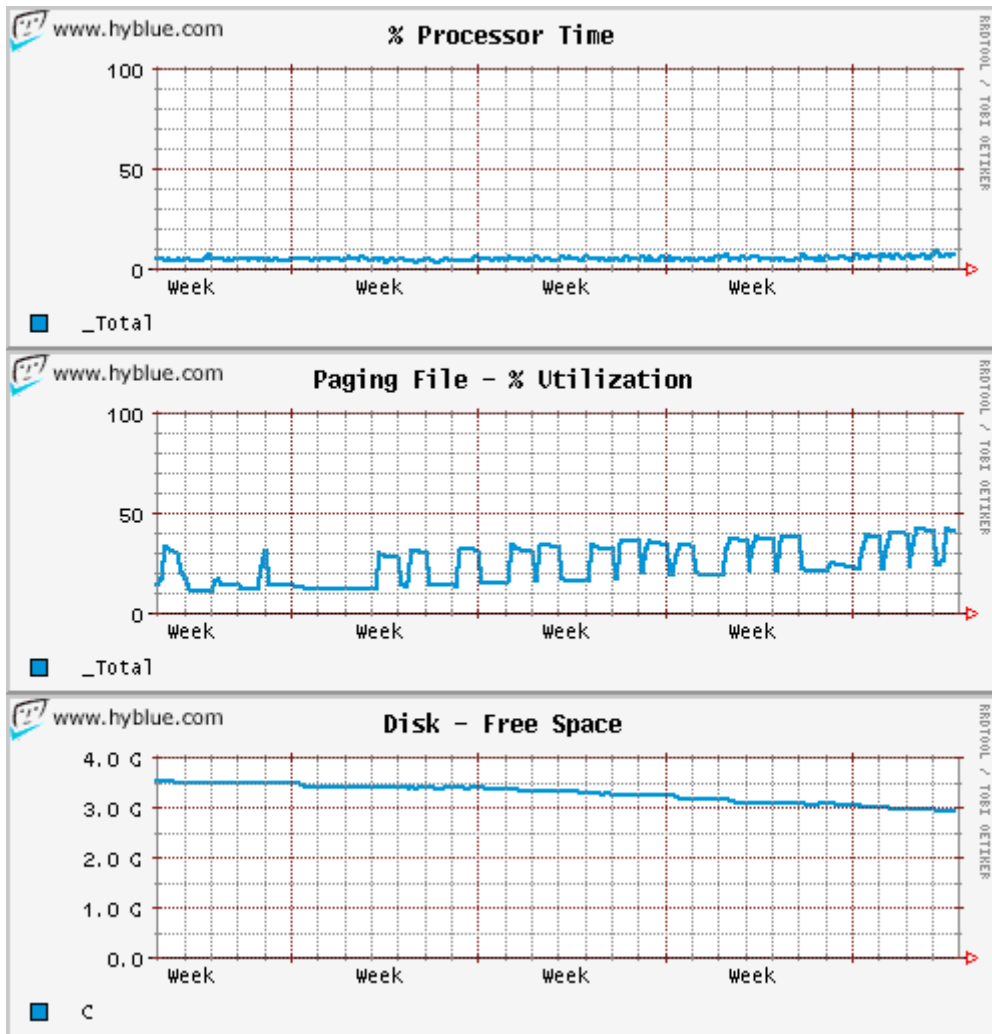 www.hyblue.com
% Processor Time
RRDTOOL / TOBI OETIKER
100
50
0
Week Week Week Week
_Total
www.hyblue.com
Paging File - % Utilization
RRDTOOL / TOBI OETIKER
100
50
0
Week Week Week Week
_Total
www.hyblue.com
Disk - Free Space
RRDTOOL / TOBI OETIKER
4.0 G
3.0 G
2.0 G
1.0 G
0.0
Week Week Week Week
C